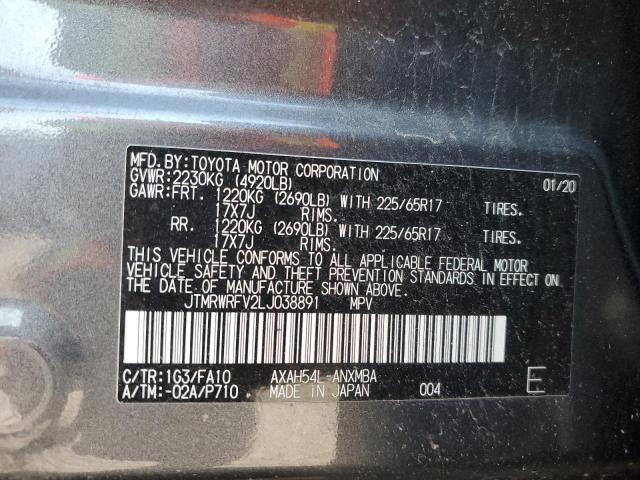 MFD.BY:TOYOTA MOTOR CORPORATION 01/20
GVWR:2230KG (4920LB)
GAWR:FRT. 1220KG (2690LB) WITH 225/65R17 TIRES.
17X7J RIMS.
RR. 1220KG (2690LB) WITH 225/65R17 TIRES.
17X7J RIMS.
THIS VEHICLE CONFORMS TO ALL APPLICABLE FEDERAL MOTOR
VEHICLE SAFETY AND THEFT PREVENTION STANDARDS IN EFFECT ON
THE DATE OF MANUFACTURE SHOWN ABOVE.
JTMRWRFV2LJ038891 MPV
C/TR:1G3/FA10 AXAH54L-ANXMBA
A/TM:-02A/P710 MADE IN JAPAN 004 E